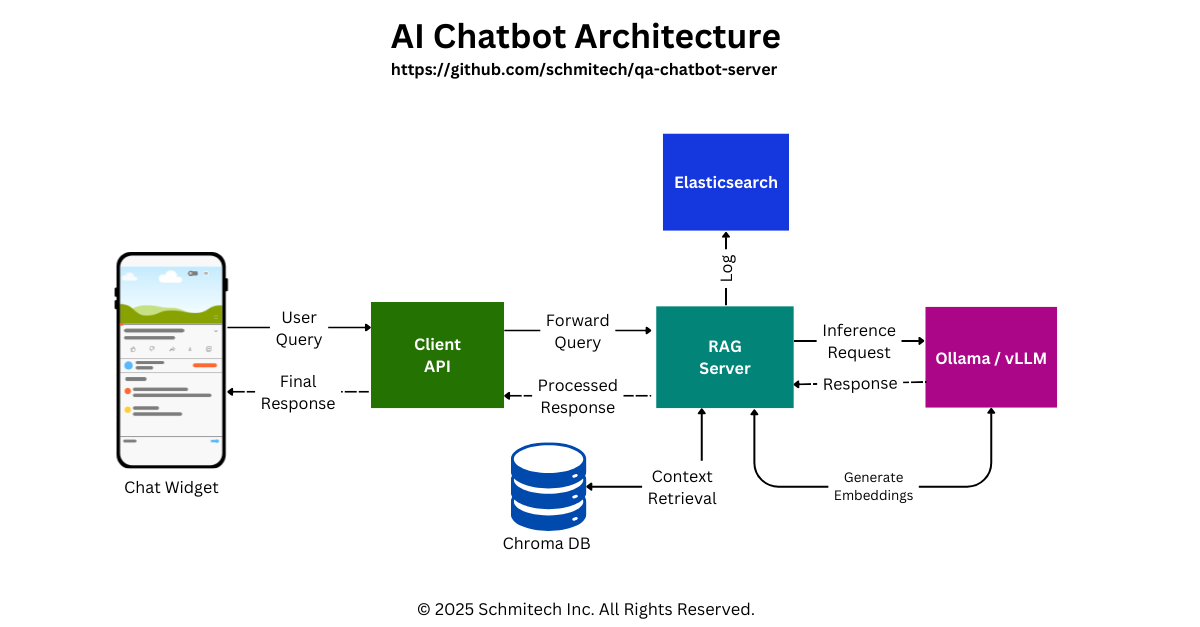 AI Chatbot Architecture
https://github.com/schmitech/qa-chatbot-server
Elasticsearch
Log
User
Query
Client
API
Forward
Query
RAG
Server
Inference
Request
Ollama / vLLM
Final
Response
Processed
Response
Response
Chat Widget
Context
Retrieval
Generate
Embeddings
Chroma DB
© 2025 Schmitech Inc. All Rights Reserved.